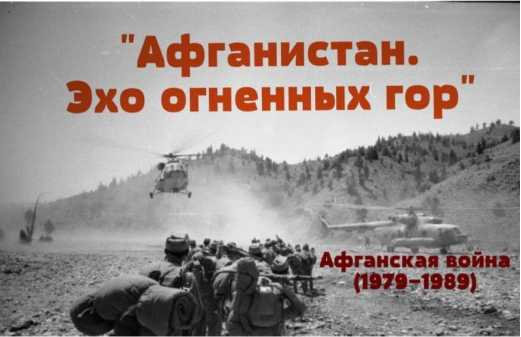 "Афганистан.
Эхо огненных гор"
Афганская война
(1979-1989)